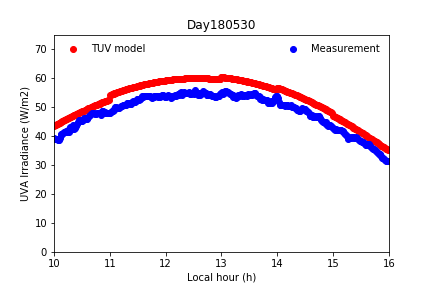 Day180530
TUV model
Measurement
UVA Irradiance (W/m2)
70
60
50
40
30
20
10
0
10 11 12 13 14 15 16
Local hour (h)